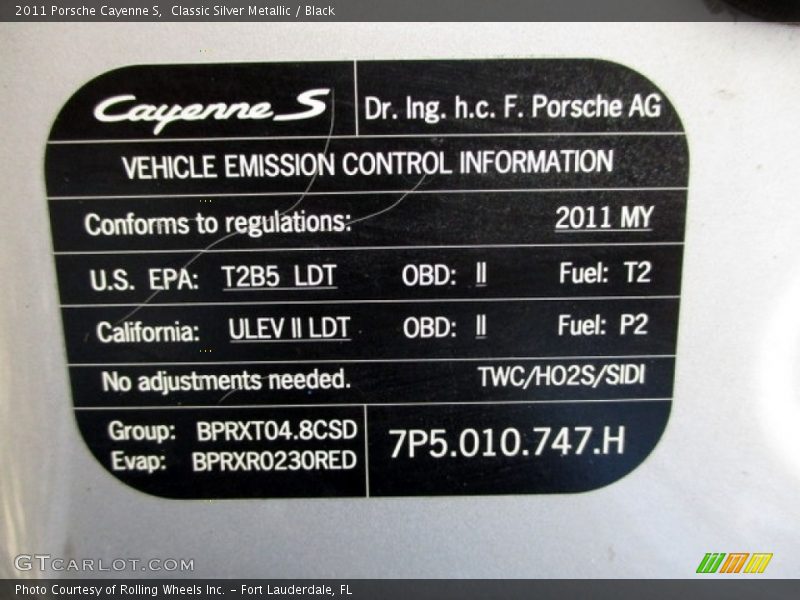 2011 Porsche Cayenne S,  Classic Silver Metallic / Black
Cayenne S
Dr. Ing. h.c. F. Porsche AG
VEHICLE EMISSION CONTROL INFORMATION
Conforms to regulations: 2011 MY
U.S. EPA: T2B5 LDT OBD: II Fuel: T2
California: ULEV II LDT OBD: II Fuel: P2
No adjustments needed. TWC/HO2S/SIDI
Group: BPRXT04.8CSD
Evap: BPRXR0230RED
7P5.010.747.H
GTCARLOT.COM
Photo Courtesy of Rolling Wheels Inc. – Fort Lauderdale, FL